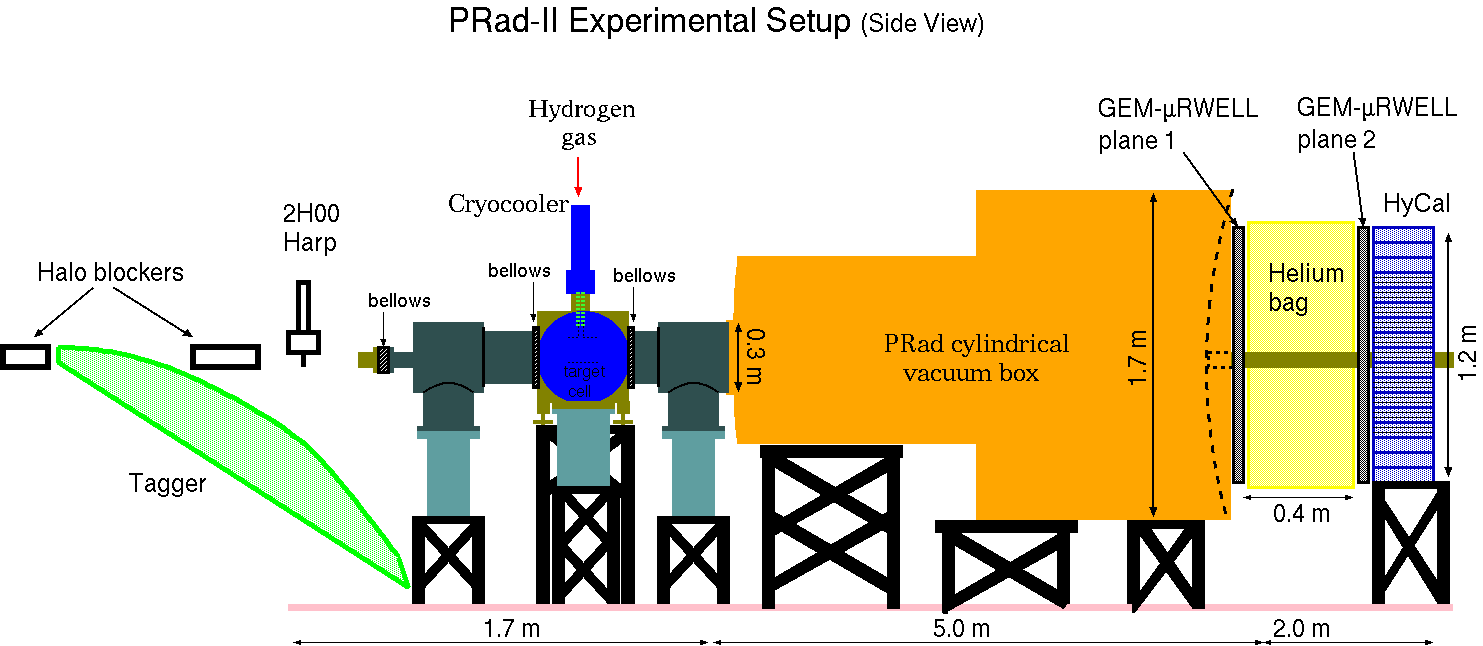 PRad-II Experimental Setup (Side View)
Hydrogen
gas
GEM-μRWELL
plane 1
GEM-μRWELL
plane 2
Cryocooler
HyCal
2H00
Harp
Halo blockers
bellows
bellows
bellows
Helium
bag
0.3 m
PRad cylindrical
vacuum box
1.7 m
1.2 m
target
cell
Tagger
0.4 m
1.7 m
5.0 m
2.0 m